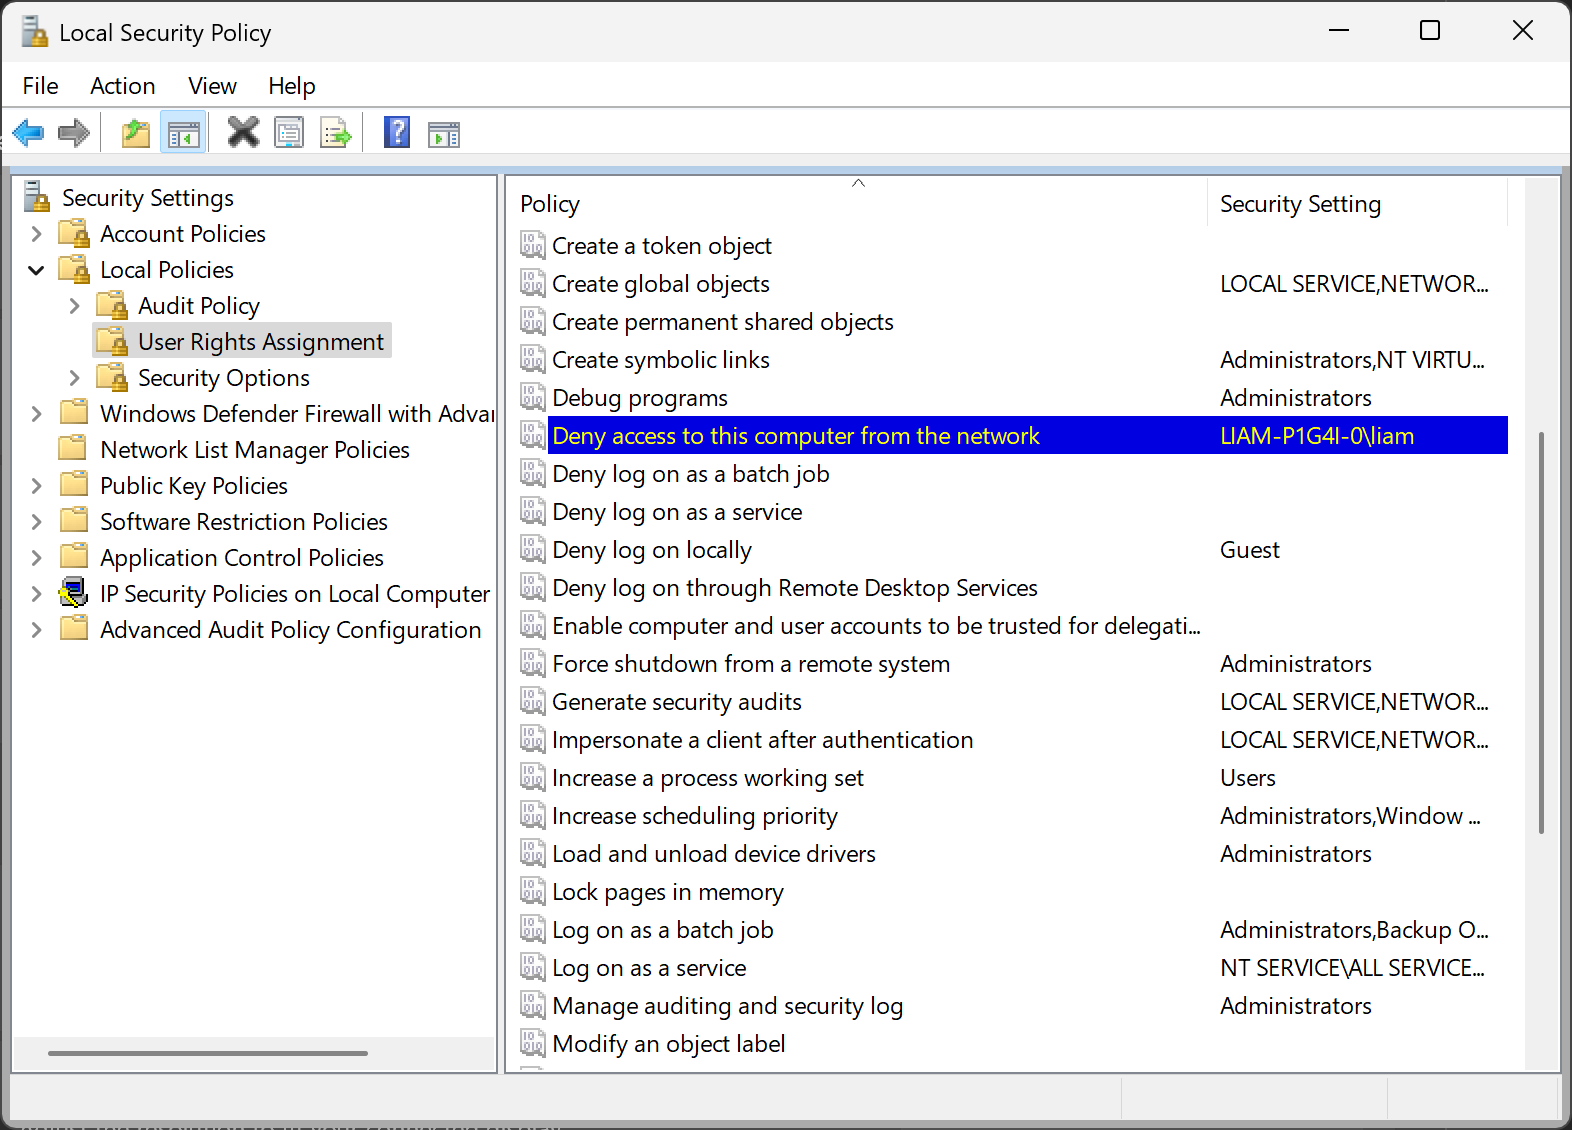 Local Security Policy
File Action View Help
Security Settings
Account Policies
Local Policies
Audit Policy
User Rights Assignment
Security Options
Windows Defender Firewall with Advan
Network List Manager Policies
Public Key Policies
Software Restriction Policies
Application Control Policies
IP Security Policies on Local Computer
Advanced Audit Policy Configuration
Policy Security Setting
Create a token object
Create global objects LOCAL SERVICE,NETWOR...
Create permanent shared objects
Create symbolic links Administrators,NT VIRTU...
Debug programs Administrators
Deny access to this computer from the network LIAM-P1G4I-0\liam
Deny log on as a batch job
Deny log on as a service
Deny log on locally Guest
Deny log on through Remote Desktop Services
Enable computer and user accounts to be trusted for delegati...
Force shutdown from a remote system Administrators
Generate security audits LOCAL SERVICE,NETWOR...
Impersonate a client after authentication LOCAL SERVICE,NETWOR...
Increase a process working set Users
Increase scheduling priority Administrators,Window ...
Load and unload device drivers Administrators
Lock pages in memory
Log on as a batch job Administrators,Backup O...
Log on as a service NT SERVICE\ALL SERVICE...
Manage auditing and security log Administrators
Modify an object label